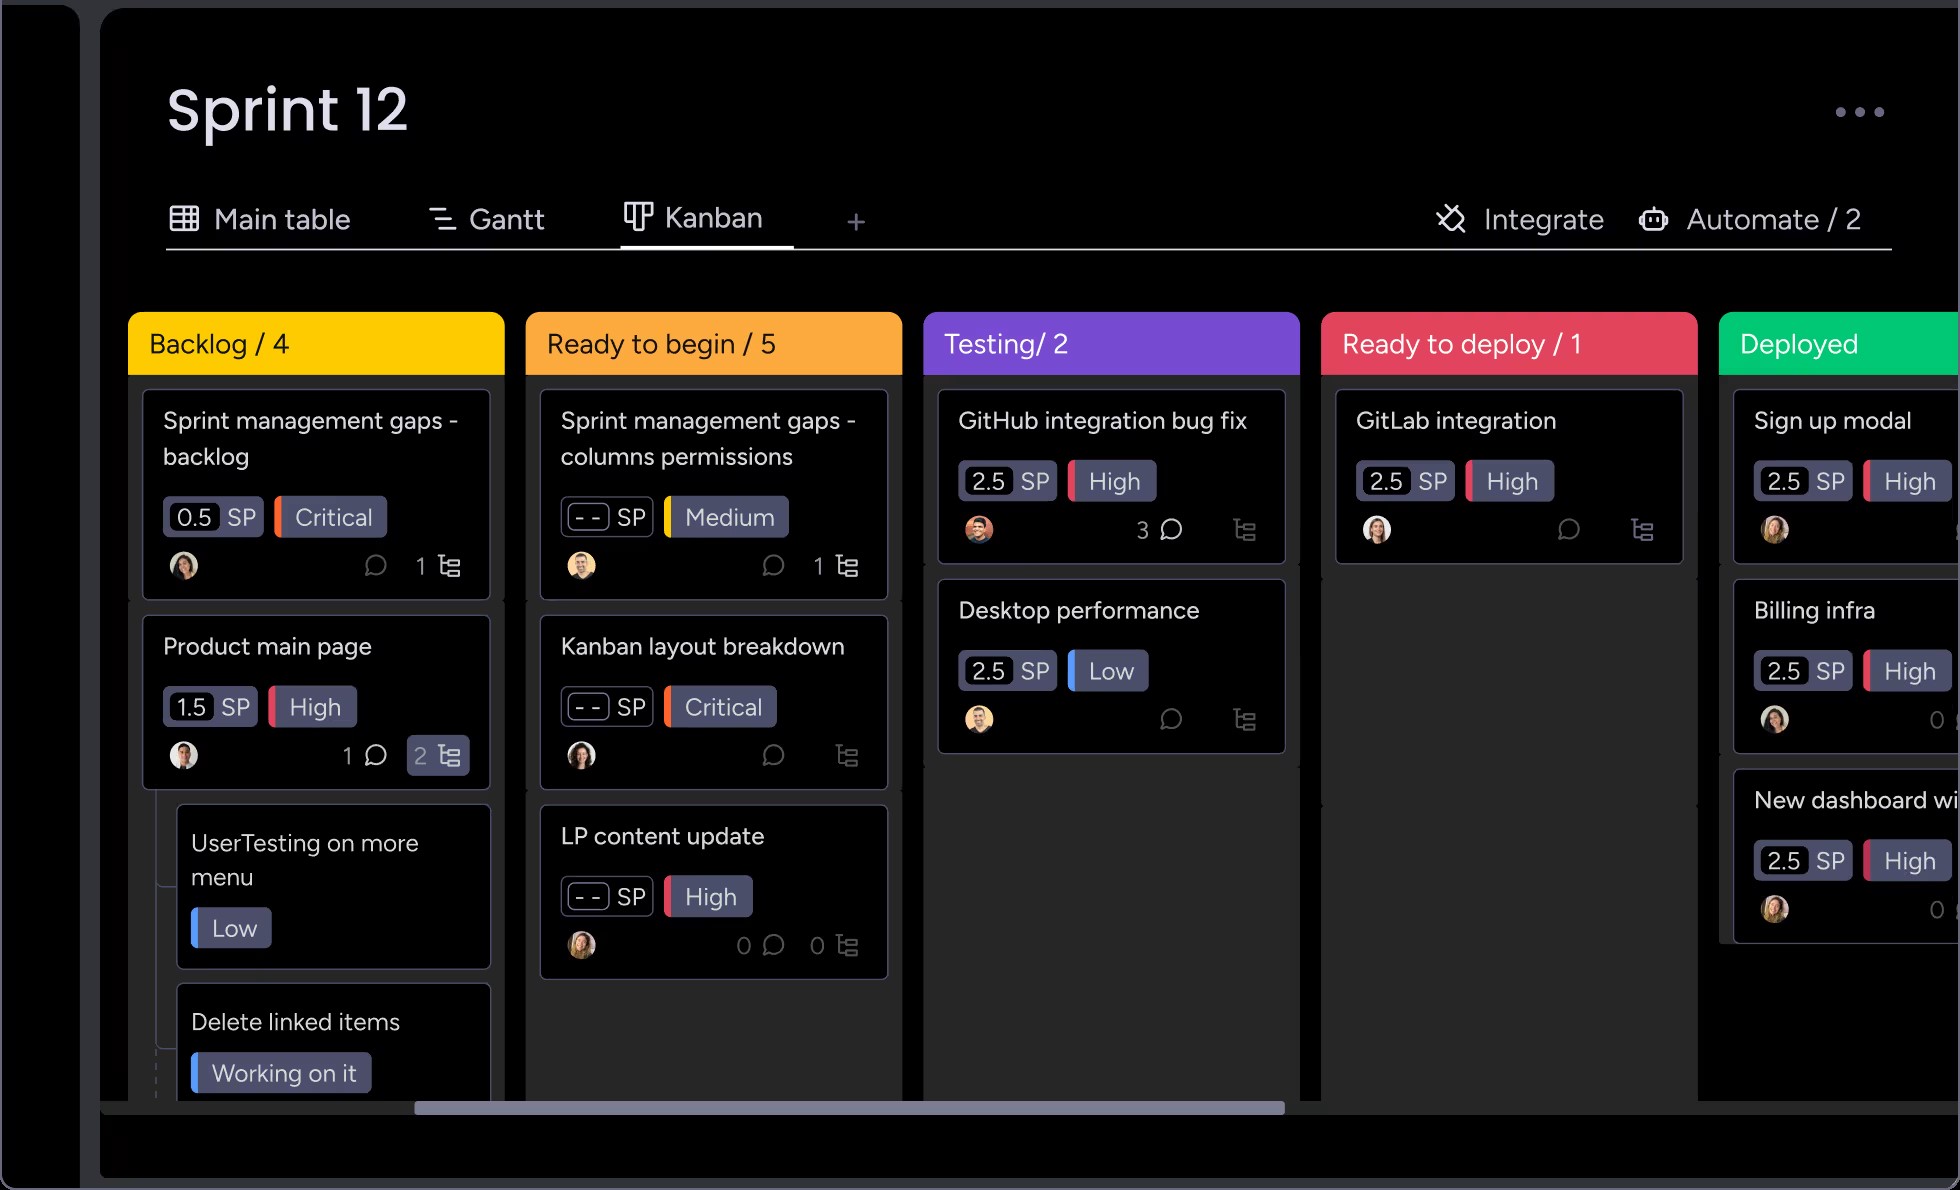 Sprint 12
Main table
Gantt
Kanban
+
Integrate
Automate / 2
Backlog / 4
Sprint management gaps -
backlog
0.5 SP
Critical
1
Product main page
1.5 SP
High
1
2
UserTesting on more
menu
Low
Delete linked items
Working on it
Ready to begin / 5
Sprint management gaps -
columns permissions
- - SP
Medium
1
Kanban layout breakdown
- - SP
Critical
LP content update
- - SP
High
0
0
Testing/ 2
GitHub integration bug fix
2.5 SP
High
3
Desktop performance
2.5 SP
Low
Ready to deploy / 1
GitLab integration
2.5 SP
High
Deployed
Sign up modal
2.5 SP
High
Billing infra
2.5 SP
High
0
New dashboard wi
2.5 SP
High
0